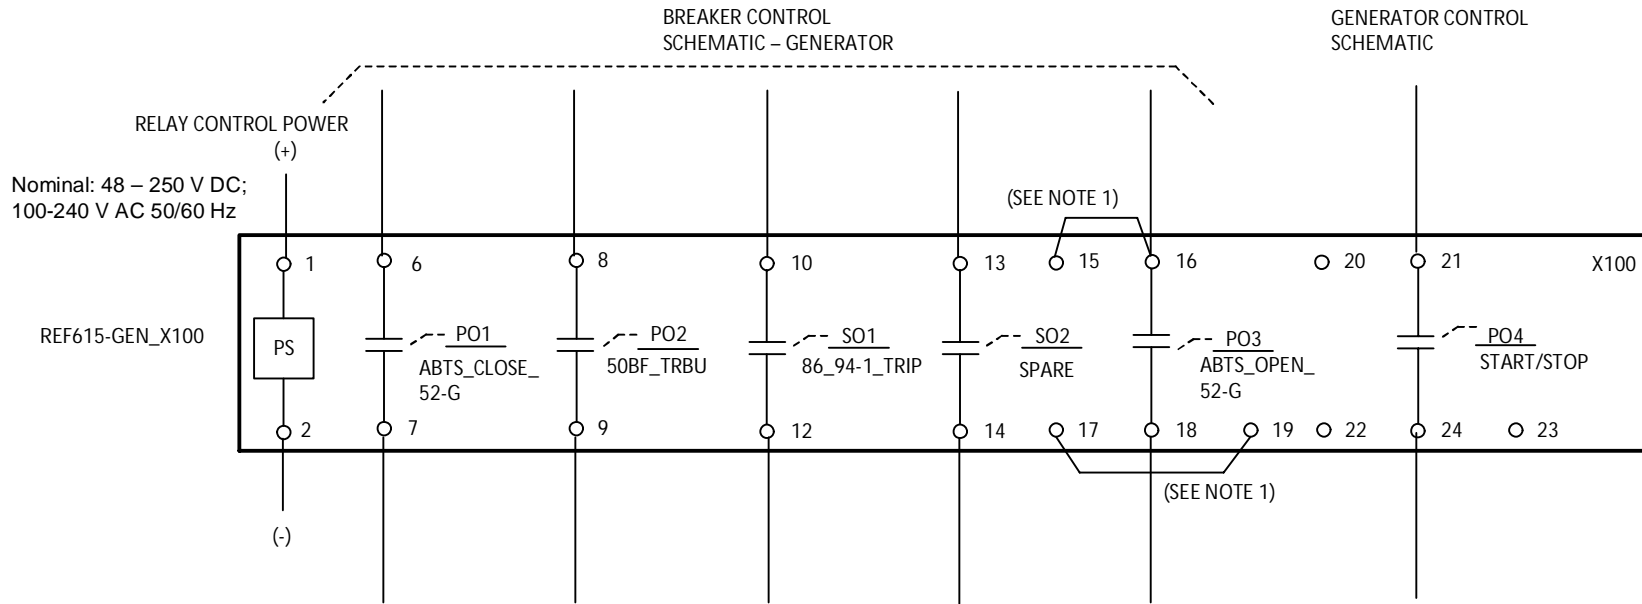 BREAKER CONTROL
SCHEMATIC – GENERATOR
GENERATOR CONTROL
SCHEMATIC
RELAY CONTROL POWER
(+)
Nominal: 48 – 250 V DC;
100-240 V AC 50/60 Hz
(SEE NOTE 1)
1
6
8
10
13
15
16
20
21
X100
REF615-GEN_X100
PS
PO1
ABTS_CLOSE_
52-G
PO2
50BF_TRBU
SO1
86_94-1_TRIP
SO2
SPARE
PO3
ABTS_OPEN_
52-G
PO4
START/STOP
2
7
9
12
14
17
18
19
22
24
23
(SEE NOTE 1)
(-)